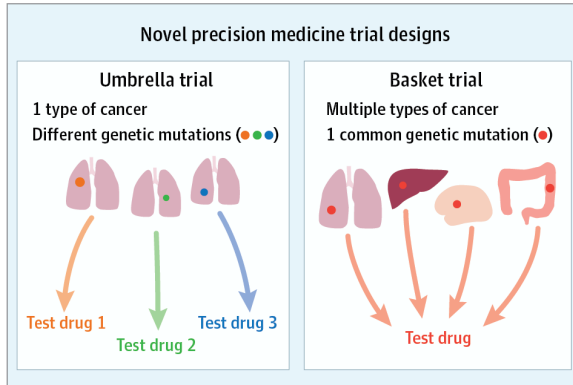 Novel precision medicine trial designs
Umbrella trial
1 type of cancer
Different genetic mutations ( )
Test drug 1
Test drug 2
Test drug 3
Basket trial
Multiple types of cancer
1 common genetic mutation ( )
Test drug